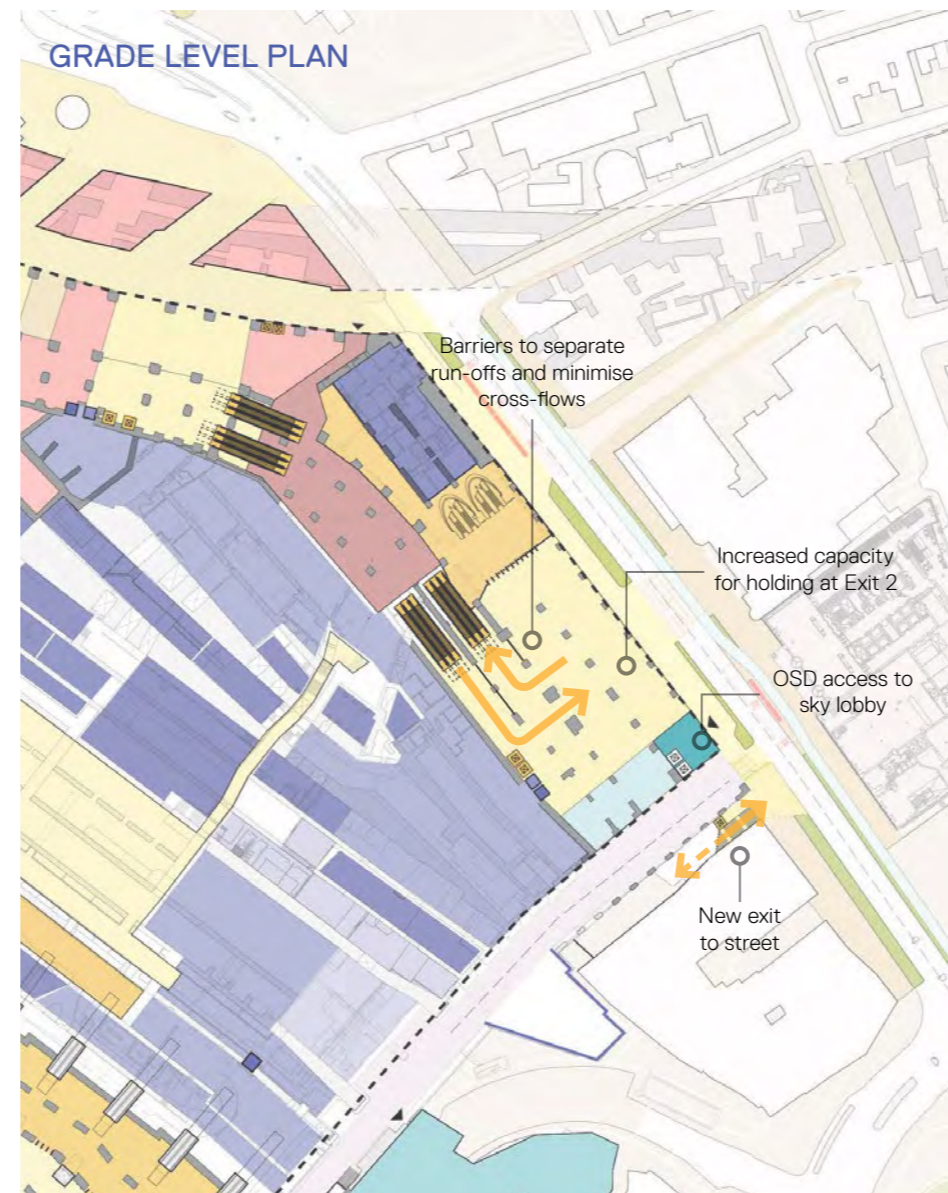 GRADE LEVEL PLAN
Barriers to separate
run-offs and minimise
cross-flows
Increased capacity
for holding at Exit 2
OSD access to
sky lobby
New exit
to street